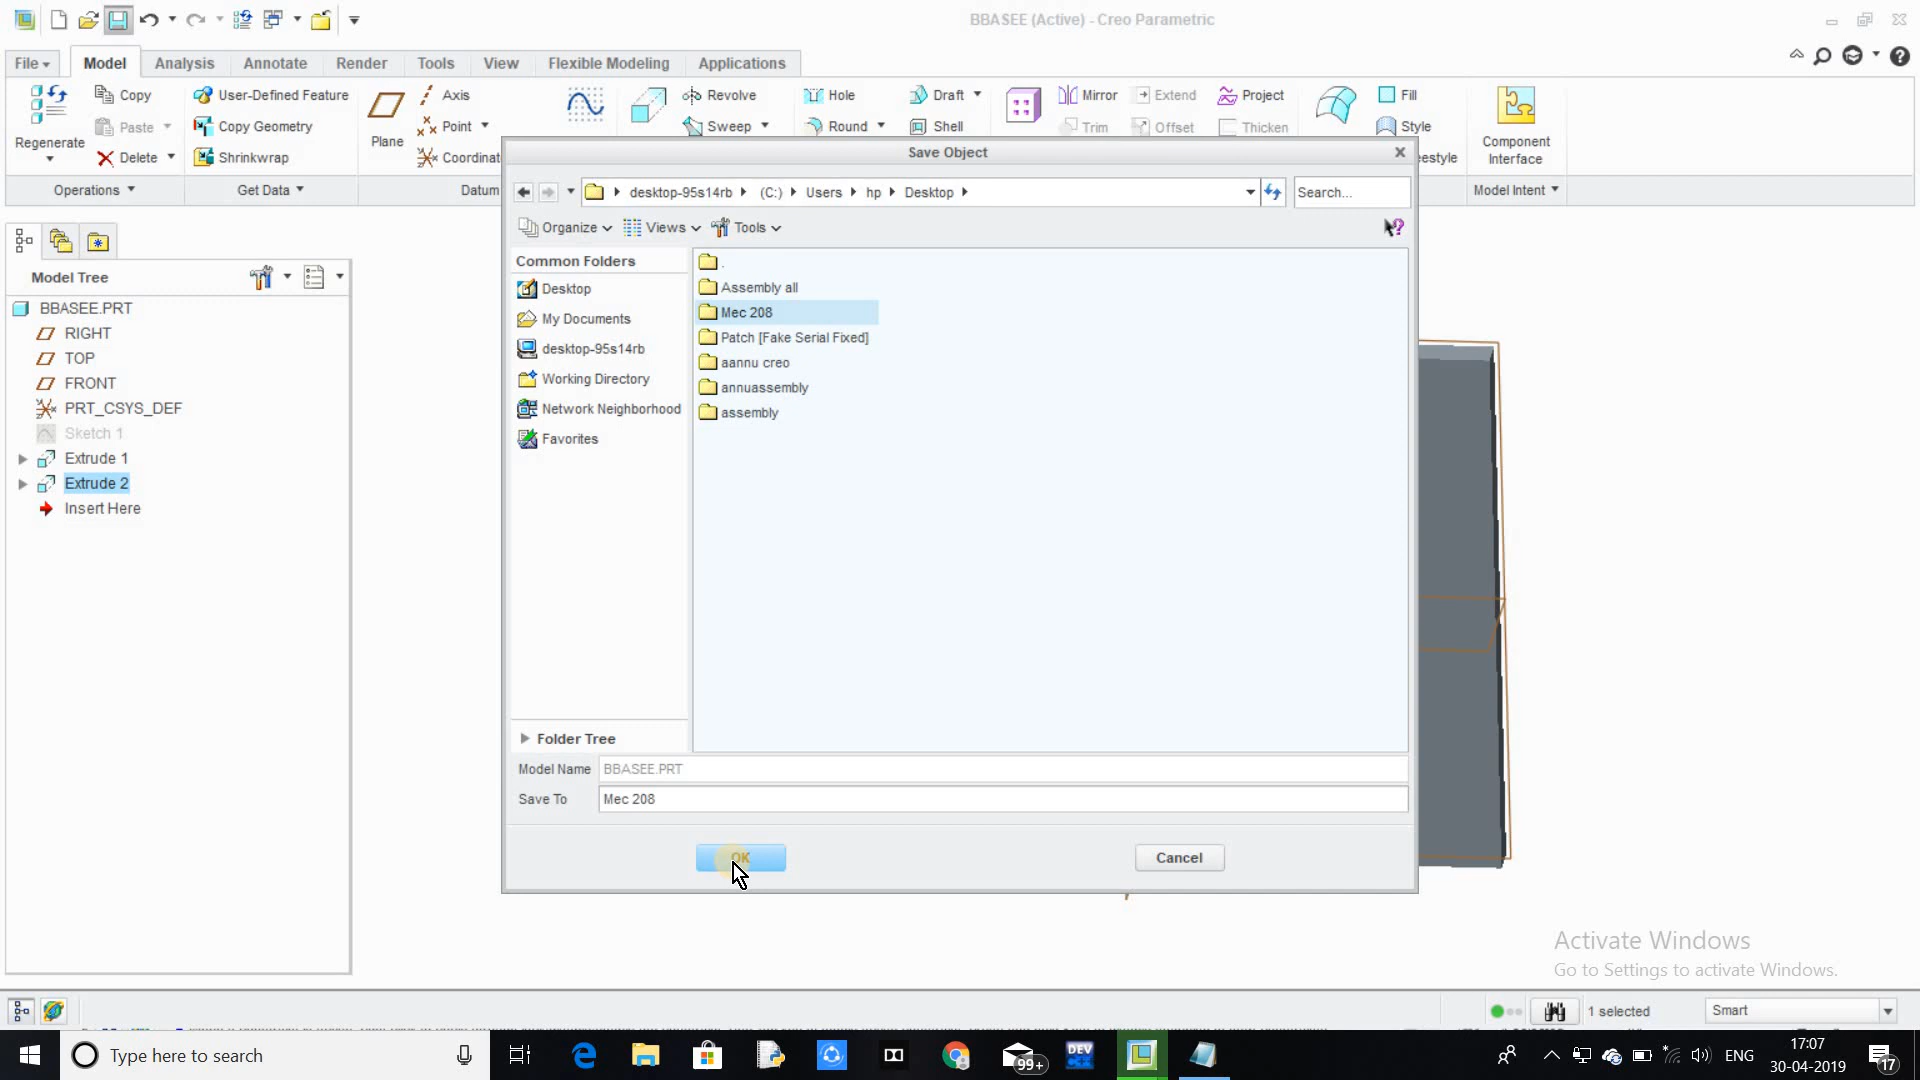 BBASEE (Active) - Creo Parametric
File Model Analysis Annotate Render Tools View Flexible Modeling Applications
Regenerate
Copy
Paste
Delete
Operations
User-Defined Feature
Copy Geometry
Shrinkwrap
Get Data
Plane
Axis
Point
Coordinat
Datum
Revolve
Sweep
Hole
Round
Draft
Shell
Mirror
Trim
Extend
Offset
Project
Thicken
Fill
Style
eestyle
Component
Interface
Model Intent
Model Tree
BBASEE.PRT
RIGHT
TOP
FRONT
PRT_CSYS_DEF
Sketch 1
Extrude 1
Extrude 2
Insert Here
Save Object
desktop-95s14rb (C:) Users hp Desktop
Search...
Organize Views Tools
Common Folders
Desktop
My Documents
desktop-95s14rb
Working Directory
Network Neighborhood
Favorites
Folder Tree
.
Assembly all
Mec 208
Patch [Fake Serial Fixed]
aannu creo
annuassembly
assembly
Model Name BBASEE.PRT
Save To Mec 208
OK Cancel
Activate Windows
Go to Settings to activate Windows.
1 selected Smart
Type here to search
99+
DEV
ENG
17:07
30-04-2019
17